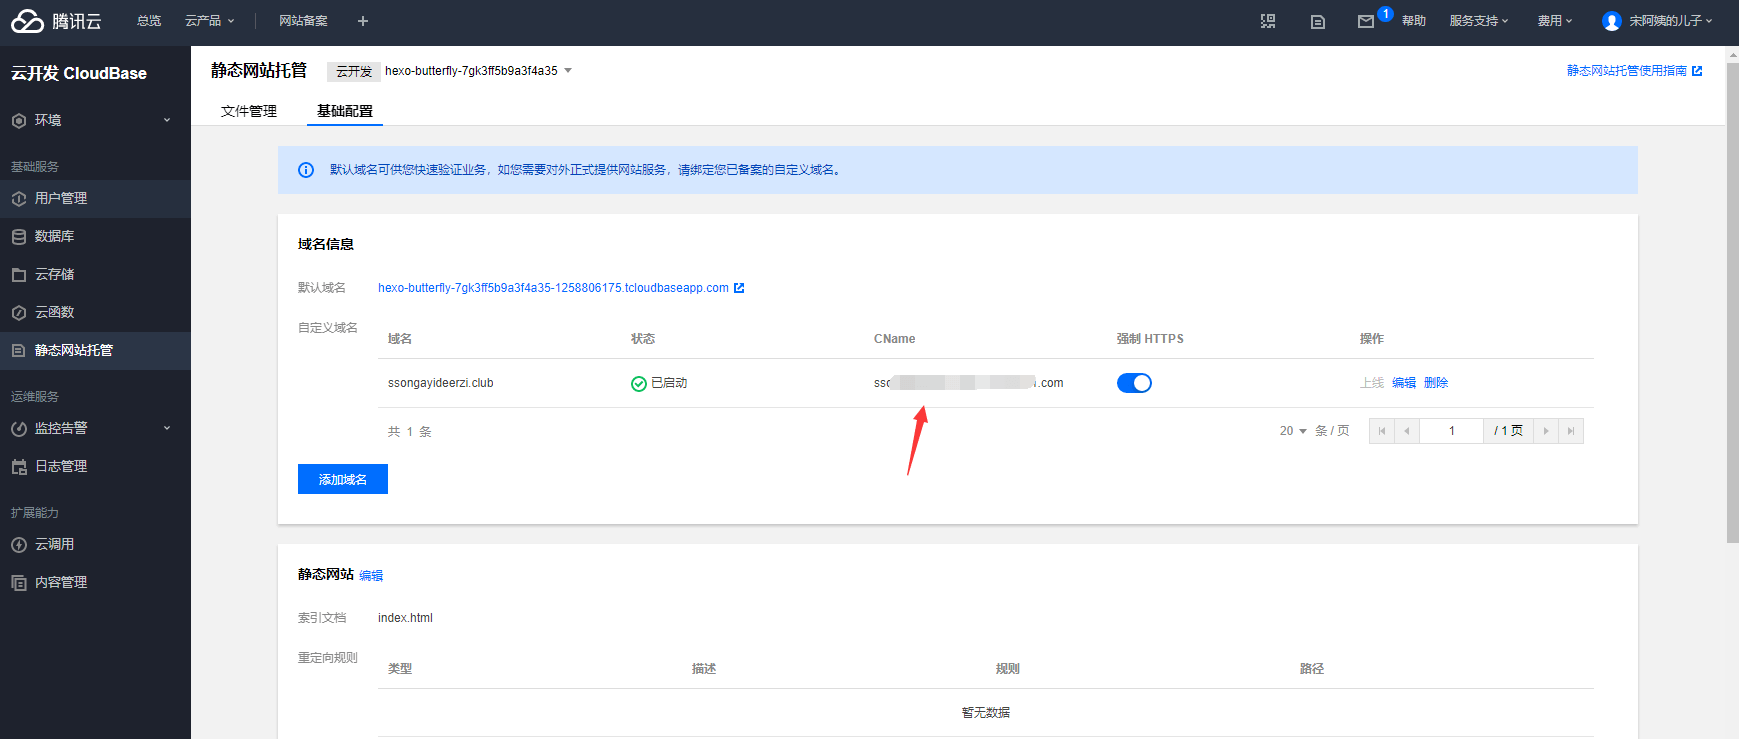 腾讯云
总览
云产品
网站备案
1
帮助
服务支持
费用
宋阿姨的儿子
云开发 CloudBase
环境
基础服务
用户管理
数据库
云存储
云函数
静态网站托管
运维服务
监控告警
日志管理
扩展能力
云调用
内容管理
静态网站托管
云开发
hexo-butterfly-7gk3ff5b9a3f4a35
静态网站托管使用指南
文件管理
基础配置
默认域名可供您快速验证业务，如您需要对外正式提供网站服务，请绑定您已备案的自定义域名。
域名信息
默认域名
hexo-butterfly-7gk3ff5b9a3f4a35-1258806175.tcloudbaseapp.com
自定义域名
域名 状态 CName 强制 HTTPS 操作
ssongayideerzi.club 已启动 .com 上线 编辑 删除
共 1 条
20 条 / 页
1 / 1 页
添加域名
静态网站 编辑
索引文档 index.html
重定向规则
类型 描述 规则 路径
暂无数据